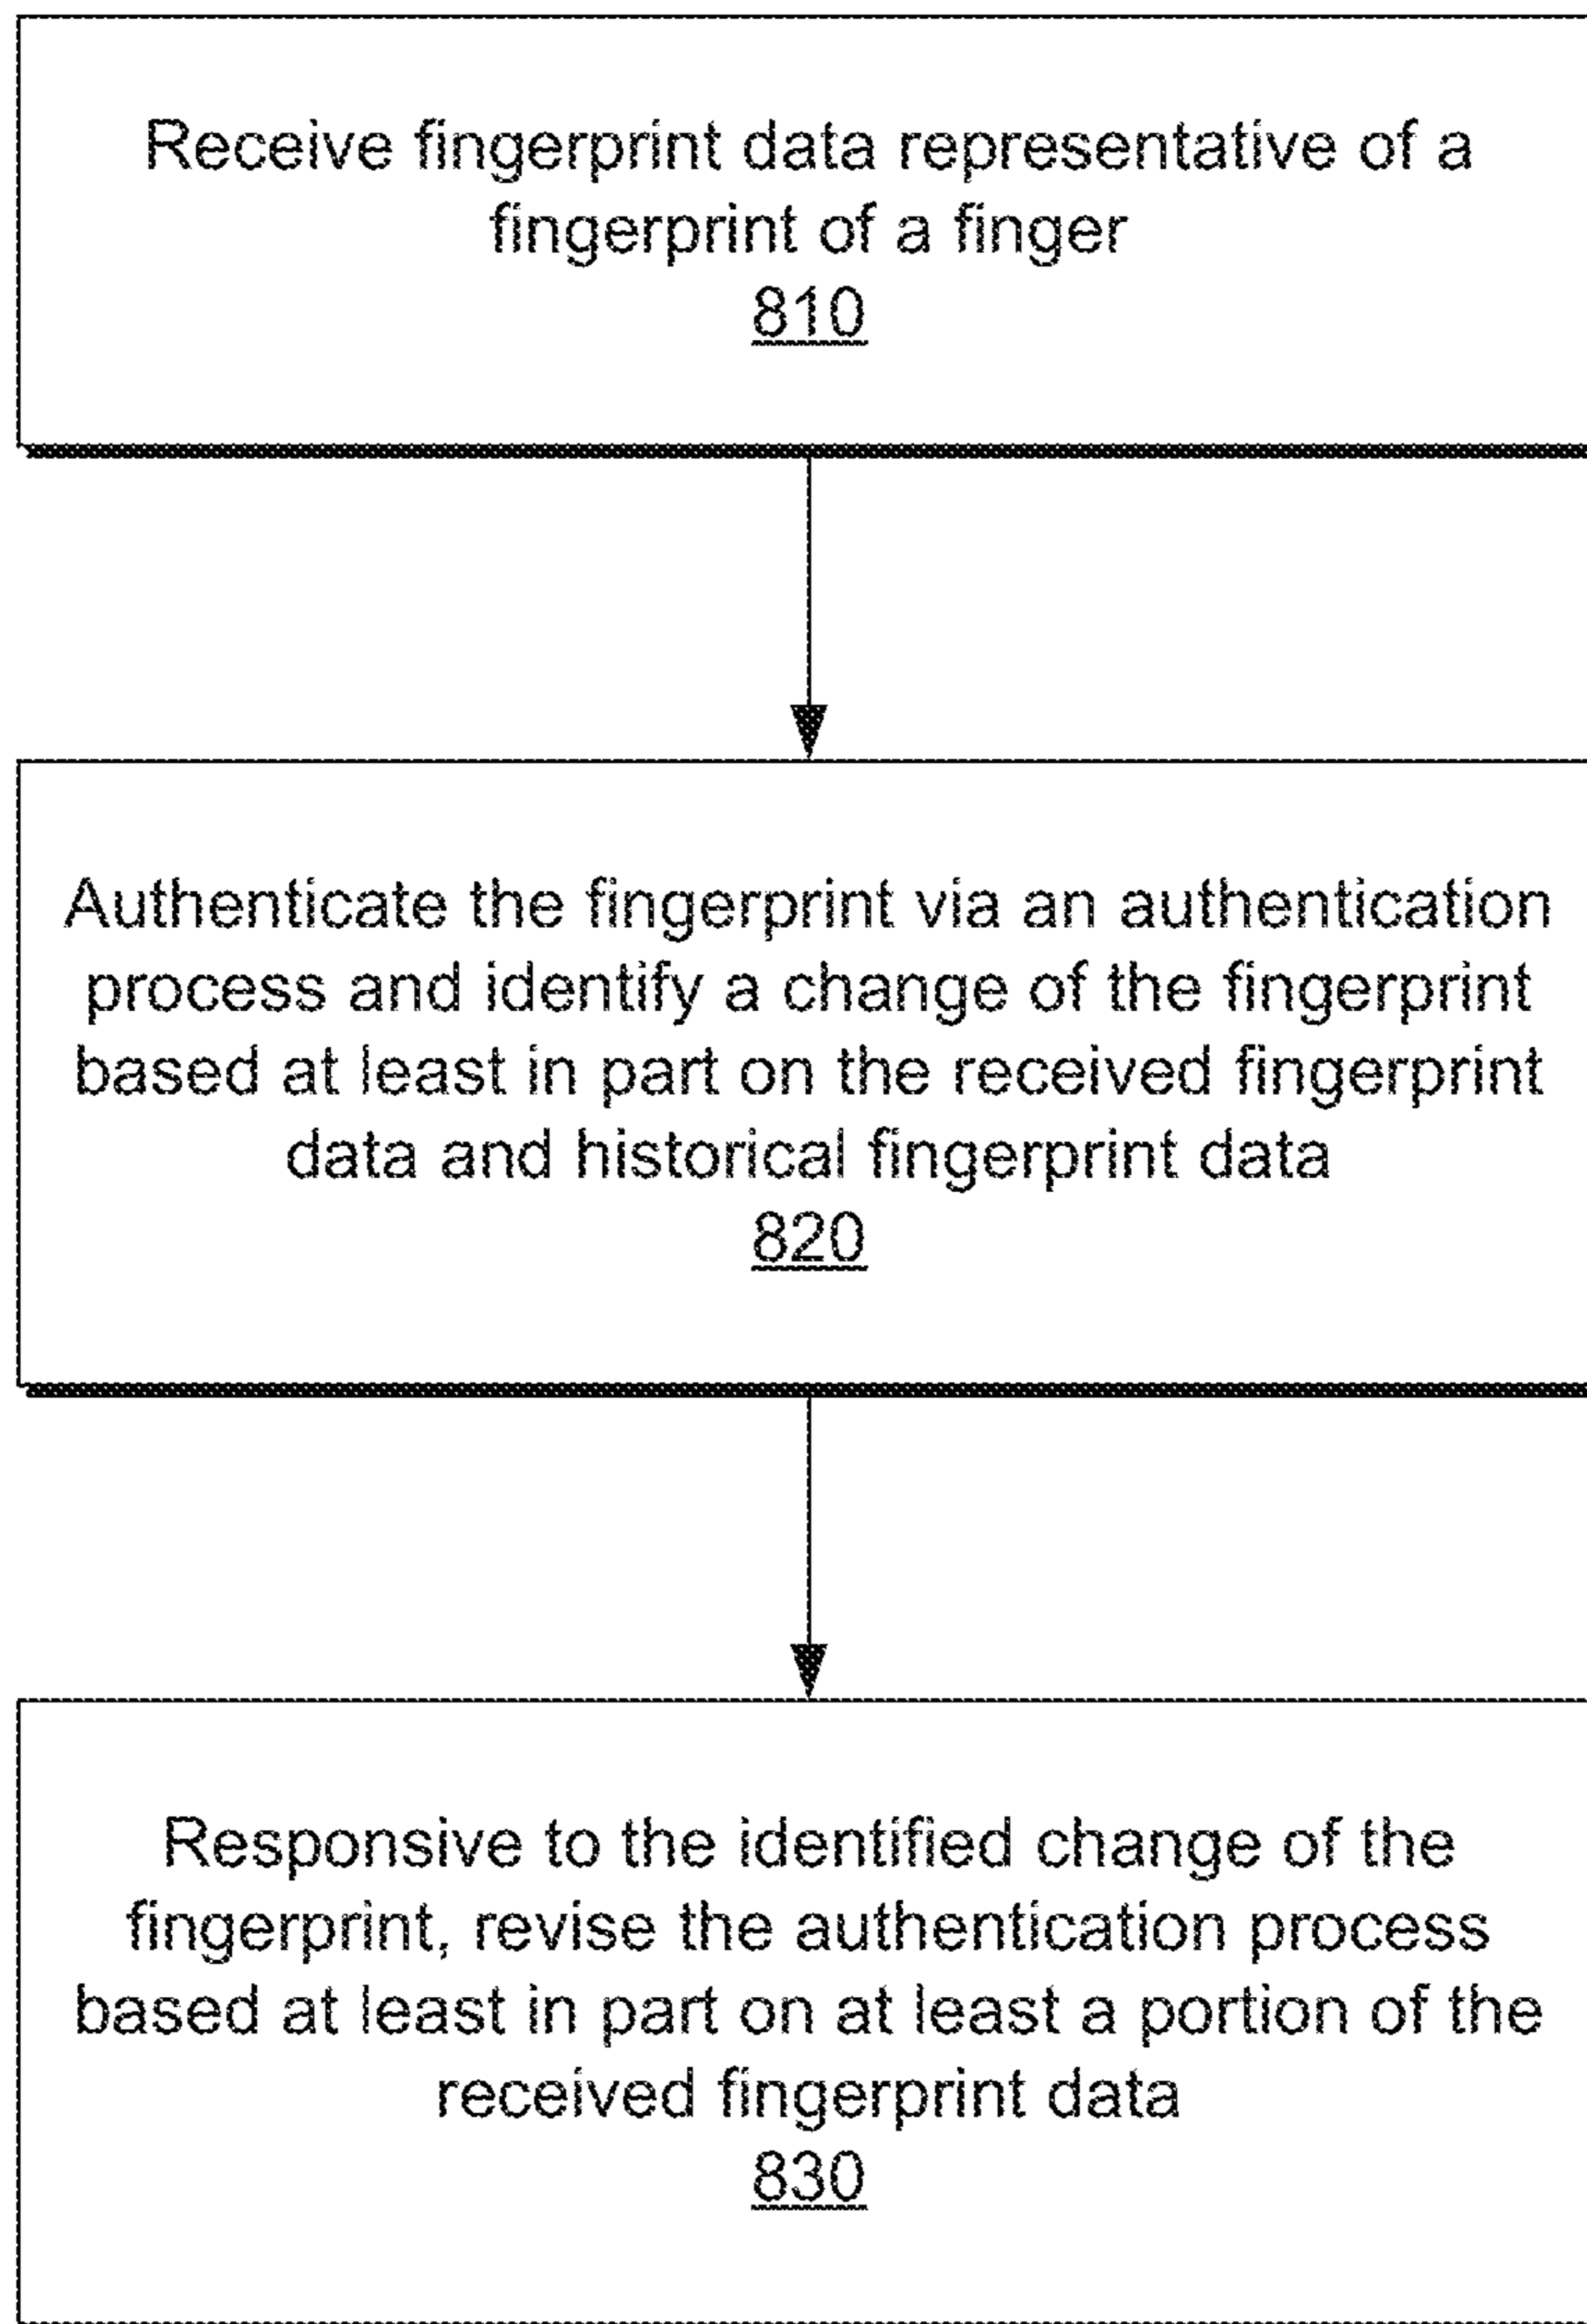 Receive fingerprint data representative of a
fingerprint of a finger
810
Authenticate the fingerprint via an authentication
process and identify a change of the fingerprint
based at least in part on the received fingerprint
data and historical fingerprint data
820
Responsive to the identified change of the
fingerprint, revise the authentication process
based at least in part on at least a portion of the
received fingerprint data
830